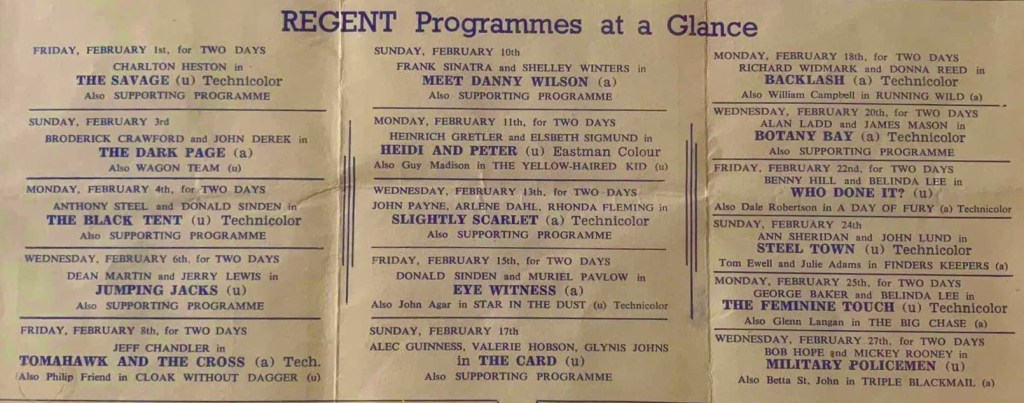 REGENT Programmes at a Glance
FRIDAY, FEBRUARY 1st, for TWO DAYS
CHARLTON HESTON in
THE SAVAGE (u) Technicolor
Also SUPPORTING PROGRAMME
SUNDAY, FEBRUARY 3rd
BRODERICK CRAWFORD and JOHN DEREK in
THE DARK PAGE (a)
Also WAGON TEAM (u)
MONDAY, FEBRUARY 4th, for TWO DAYS
ANTHONY STEEL and DONALD SINDEN in
THE BLACK TENT (u) Technicolor
Also SUPPORTING PROGRAMME
WEDNESDAY, FEBRUARY 6th, for TWO DAYS
DEAN MARTIN and JERRY LEWIS in
JUMPING JACKS (u)
Also SUPPORTING PROGRAMME
FRIDAY, FEBRUARY 8th, for TWO DAYS
JEFF CHANDLER in
TOMAHAWK AND THE CROSS (a) Tech.
Also Philip Friend in CLOAK WITHOUT DAGGER (u)
SUNDAY, FEBRUARY 10th
FRANK SINATRA and SHELLEY WINTERS in
MEET DANNY WILSON (a)
Also SUPPORTING PROGRAMME
MONDAY, FEBRUARY 11th, for TWO DAYS
HEINRICH GRETLER and ELSBETH SIGMUND in
HEIDI AND PETER (u) Eastman Colour
Also Guy Madison in THE YELLOW-HAIRED KID (u)
WEDNESDAY, FEBRUARY 13th, for TWO DAYS
JOHN PAYNE, ARLENE DAHL, RHONDA FLEMING in
SLIGHTLY SCARLET (a) Technicolor
Also SUPPORTING PROGRAMME
FRIDAY, FEBRUARY 15th, for TWO DAYS
DONALD SINDEN and MURIEL PAVLOW in
EYE WITNESS (a)
Also John Agar in STAR IN THE DUST (u) Technicolor
SUNDAY, FEBRUARY 17th
ALEC GUINNESS, VALERIE HOBSON, GLYNIS JOHNS
in THE CARD (u)
Also SUPPORTING PROGRAMME
MONDAY, FEBRUARY 18th, for TWO DAYS
RICHARD WIDMARK and DONNA REED in
BACKLASH (a) Technicolor
Also William Campbell in RUNNING WILD (a)
WEDNESDAY, FEBRUARY 20th, for TWO DAYS
ALAN LADD and JAMES MASON in
BOTANY BAY (a) Technicolor
Also SUPPORTING PROGRAMME
FRIDAY, FEBRUARY 22nd, for TWO DAYS
BENNY HILL and BELINDA LEE in
WHO DONE IT? (u)
Also Dale Robertson in A DAY OF FURY (a) Technicolor
SUNDAY, FEBRUARY 24th
ANN SHERIDAN and JOHN LUND in
STEEL TOWN (u) Technicolor
Tom Ewell and Julie Adams in FINDERS KEEPERS (a)
MONDAY, FEBRUARY 25th, for TWO DAYS
GEORGE BAKER and BELINDA LEE in
THE FEMININE TOUCH (u) Technicolor
Also Glenn Langan in THE BIG CHASE (a)
WEDNESDAY, FEBRUARY 27th, for TWO DAYS
BOB HOPE and MICKEY ROONEY in
MILITARY POLICEMEN (u)
Also Betta St. John in TRIPLE BLACKMAIL (a)